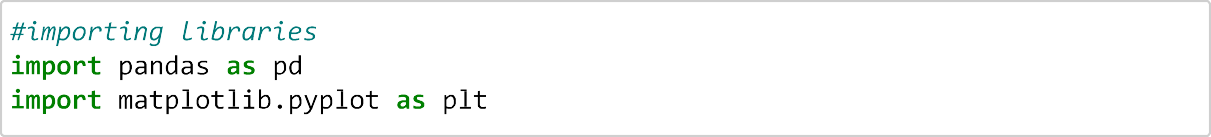 #importing libraries
import pandas as pd
import matplotlib.pyplot as plt